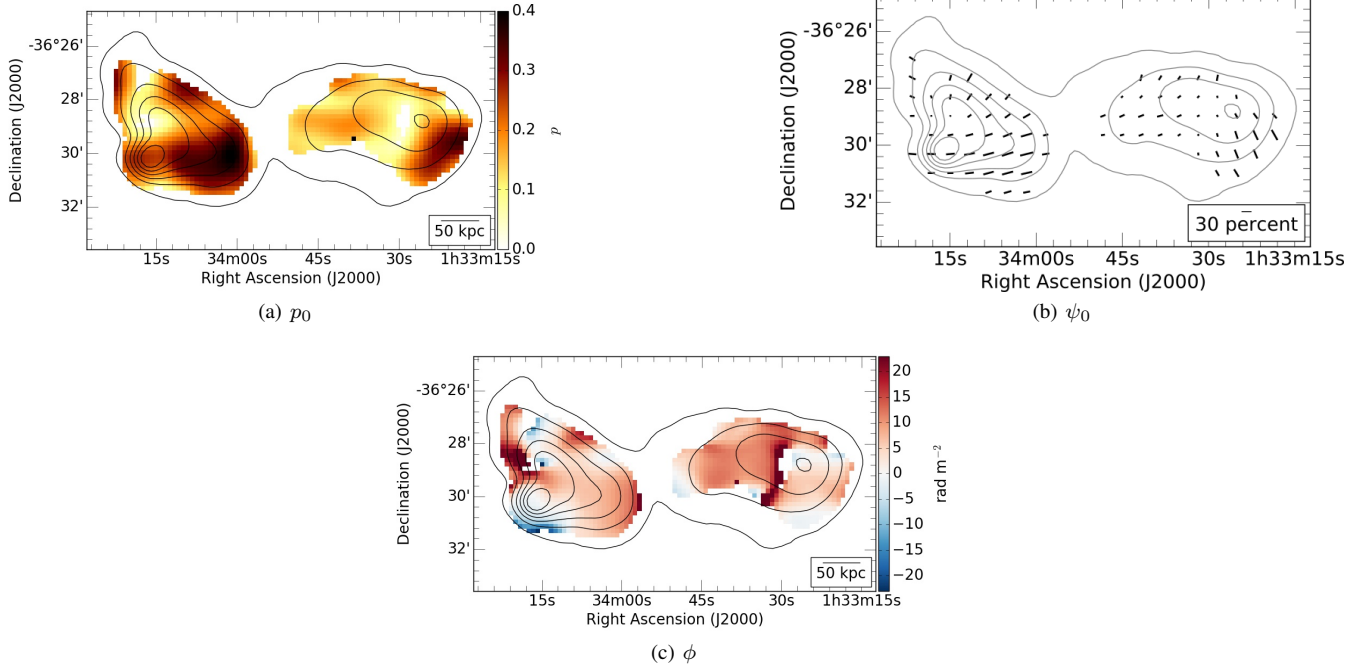 -36°26'
28'
30'
32'
Declination (J2000)
15s 34m00s 45s 30s 1h33m15s
Right Ascension (J2000)
50 kpc
0.4
0.3
0.2
0.1
0.0
p
(a) p₀
-36°26'
28'
30'
32'
Declination (J2000)
15s 34m00s 45s 30s 1h33m15s
Right Ascension (J2000)
30 percent
(b) ψ₀
-36°26'
28'
30'
32'
Declination (J2000)
15s 34m00s 45s 30s 1h33m15s
Right Ascension (J2000)
50 kpc
20
15
10
5
0
−5
−10
−15
−20
rad m⁻²
(c) ϕ